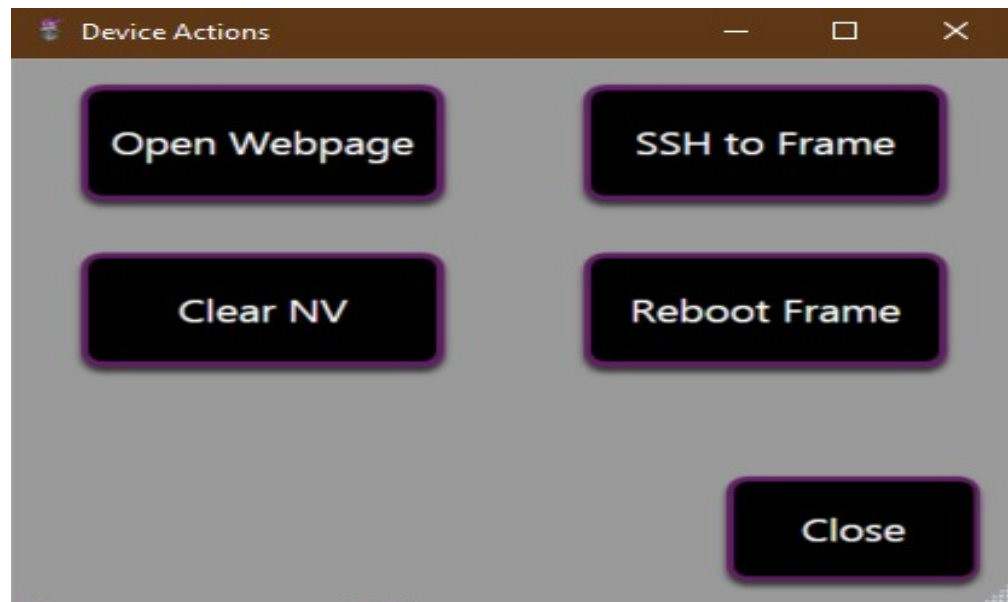 Device Actions
Open Webpage
SSH to Frame
Clear NV
Reboot Frame
Close